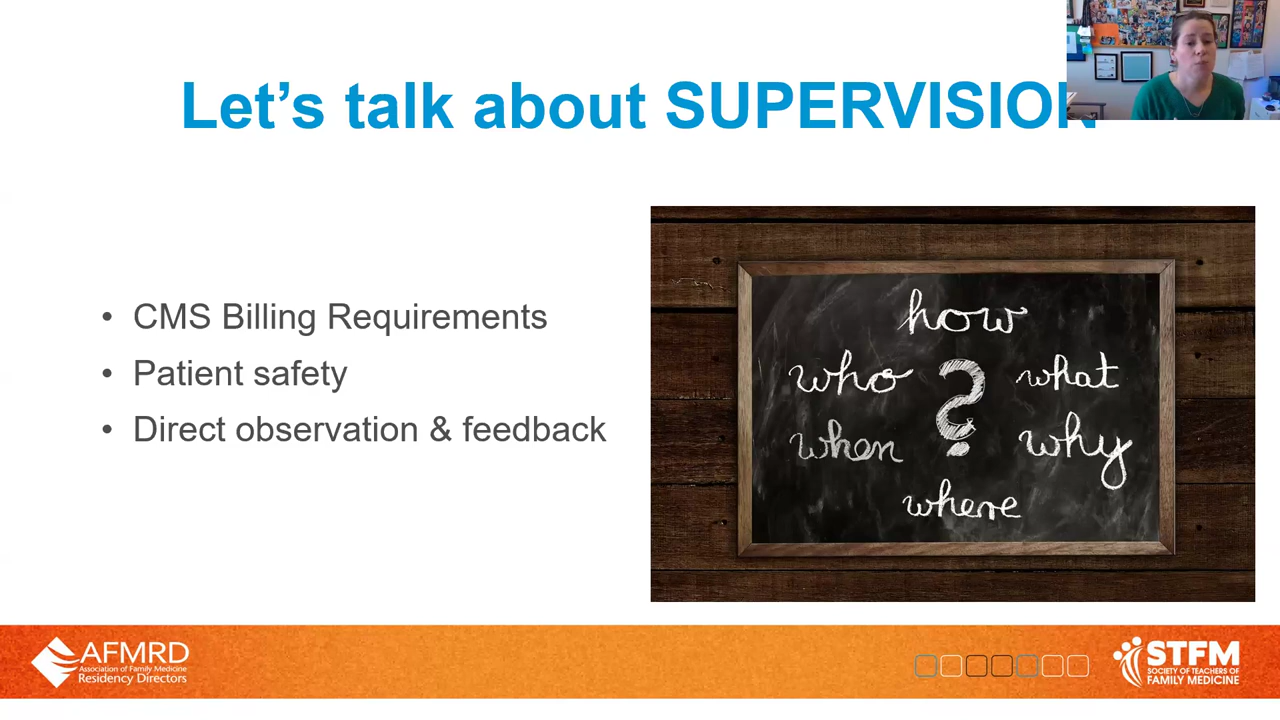 Let's talk about SUPERVISION
• CMS Billing Requirements
• Patient safety
• Direct observation & feedback
how
who ? what
when why
where
AFMRD
Association of Family Medicine
Residency Directors
STFM
SOCIETY OF TEACHERS OF
FAMILY MEDICINE